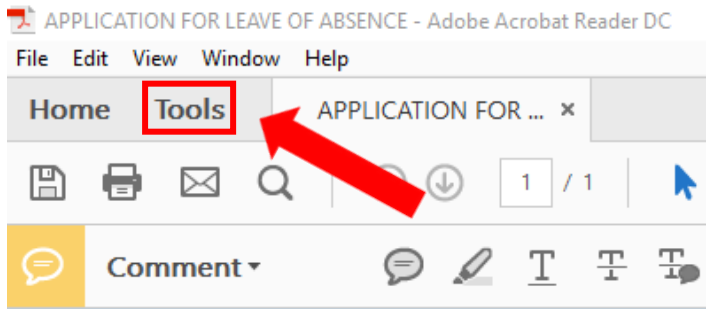 APPLICATION FOR LEAVE OF ABSENCE - Adobe Acrobat Reader DC
File Edit View Window Help
Home Tools APPLICATION FOR ... ×
1 / 1
Comment